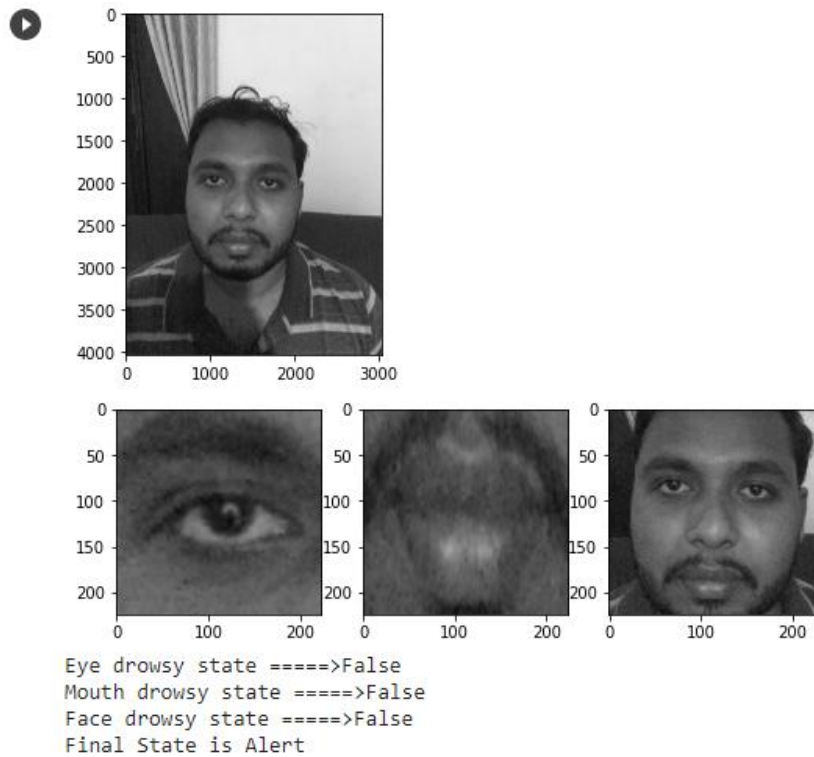 0
500
1000
1500
2000
2500
3000
3500
4000
0 1000 2000 3000
0 0 0
50 50 50
100 100 100
150 150 150
200 200 200
0 100 200 0 100 200 0 100 200
Eye drowsy state =====>False
Mouth drowsy state =====>False
Face drowsy state =====>False
Final State is Alert